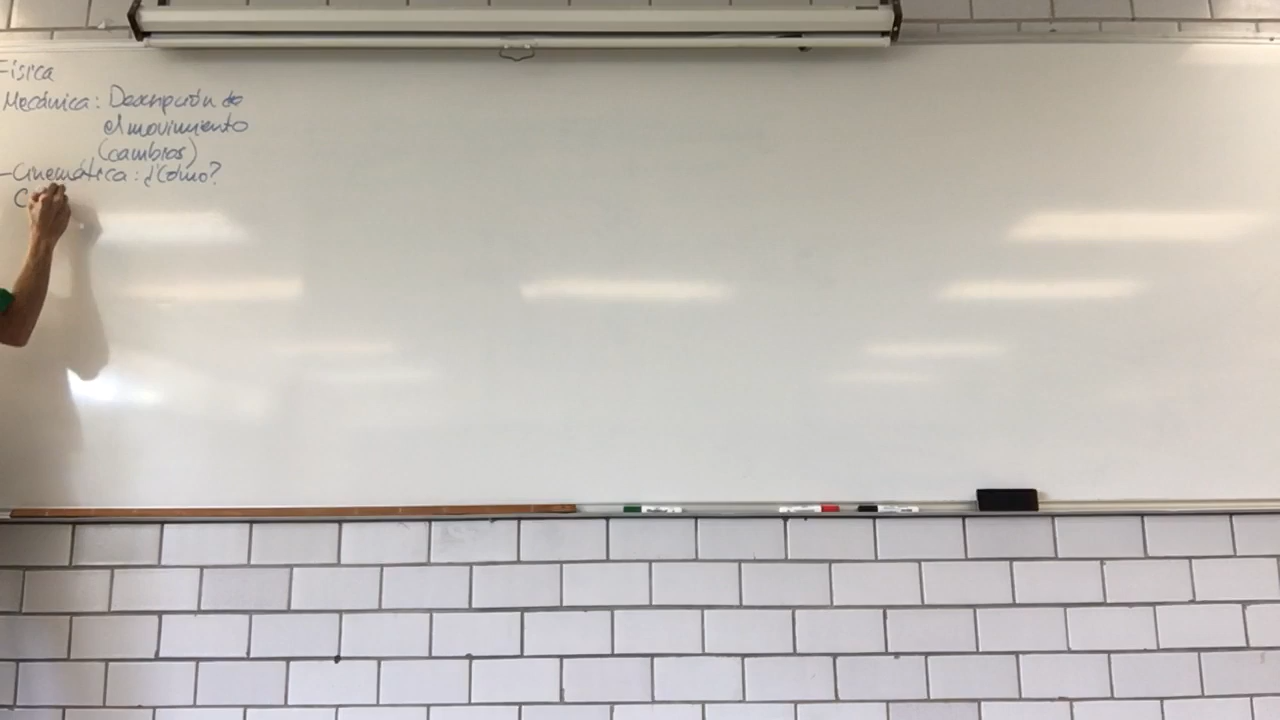 Física
Mecánica: Descripción de
el movimiento
(cambios)
-Cinemática: ¿Cómo?
C